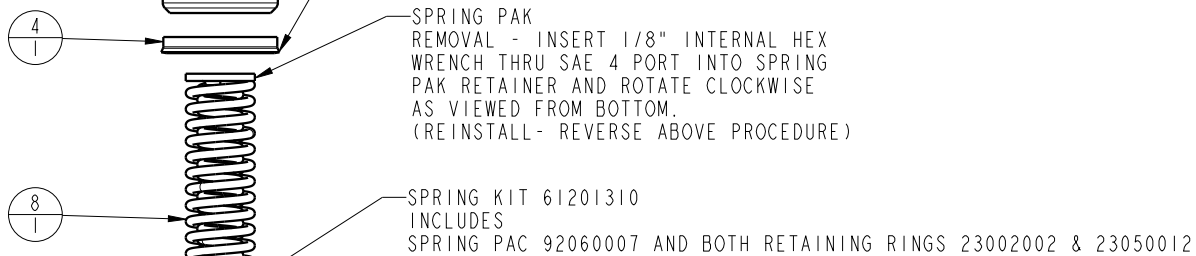 4
1
SPRING PAK
REMOVAL - INSERT 1/8" INTERNAL HEX
WRENCH THRU SAE 4 PORT INTO SPRING
PAK RETAINER AND ROTATE CLOCKWISE
AS VIEWED FROM BOTTOM.
(REINSTALL- REVERSE ABOVE PROCEDURE)
8
1
SPRING KIT 61201310
INCLUDES
SPRING PAC 92060007 AND BOTH RETAINING RINGS 23002002 & 23050012